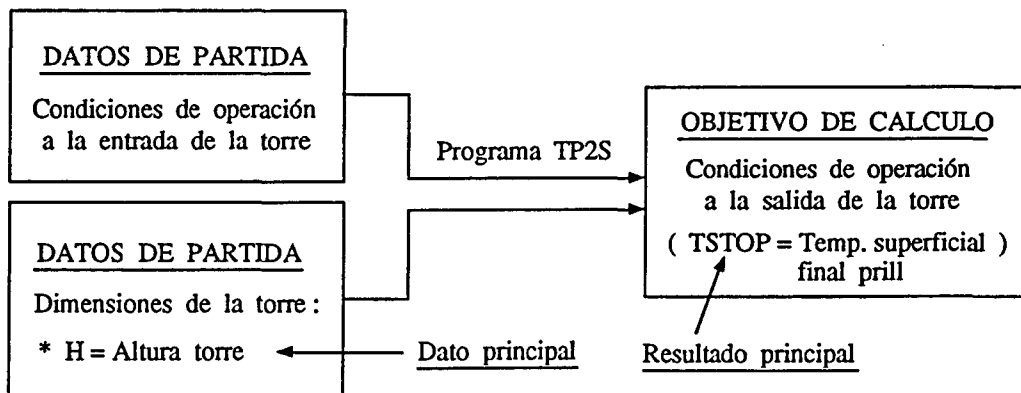 DATOS DE PARTIDA
Condiciones de operación
a la entrada de la torre
Programa TP2S
OBJETIVO DE CALCULO
Condiciones de operación
a la salida de la torre
( TSTOP = Temp. superficial )
final prill
DATOS DE PARTIDA
Dimensiones de la torre :
* H = Altura torre
Dato principal
Resultado principal